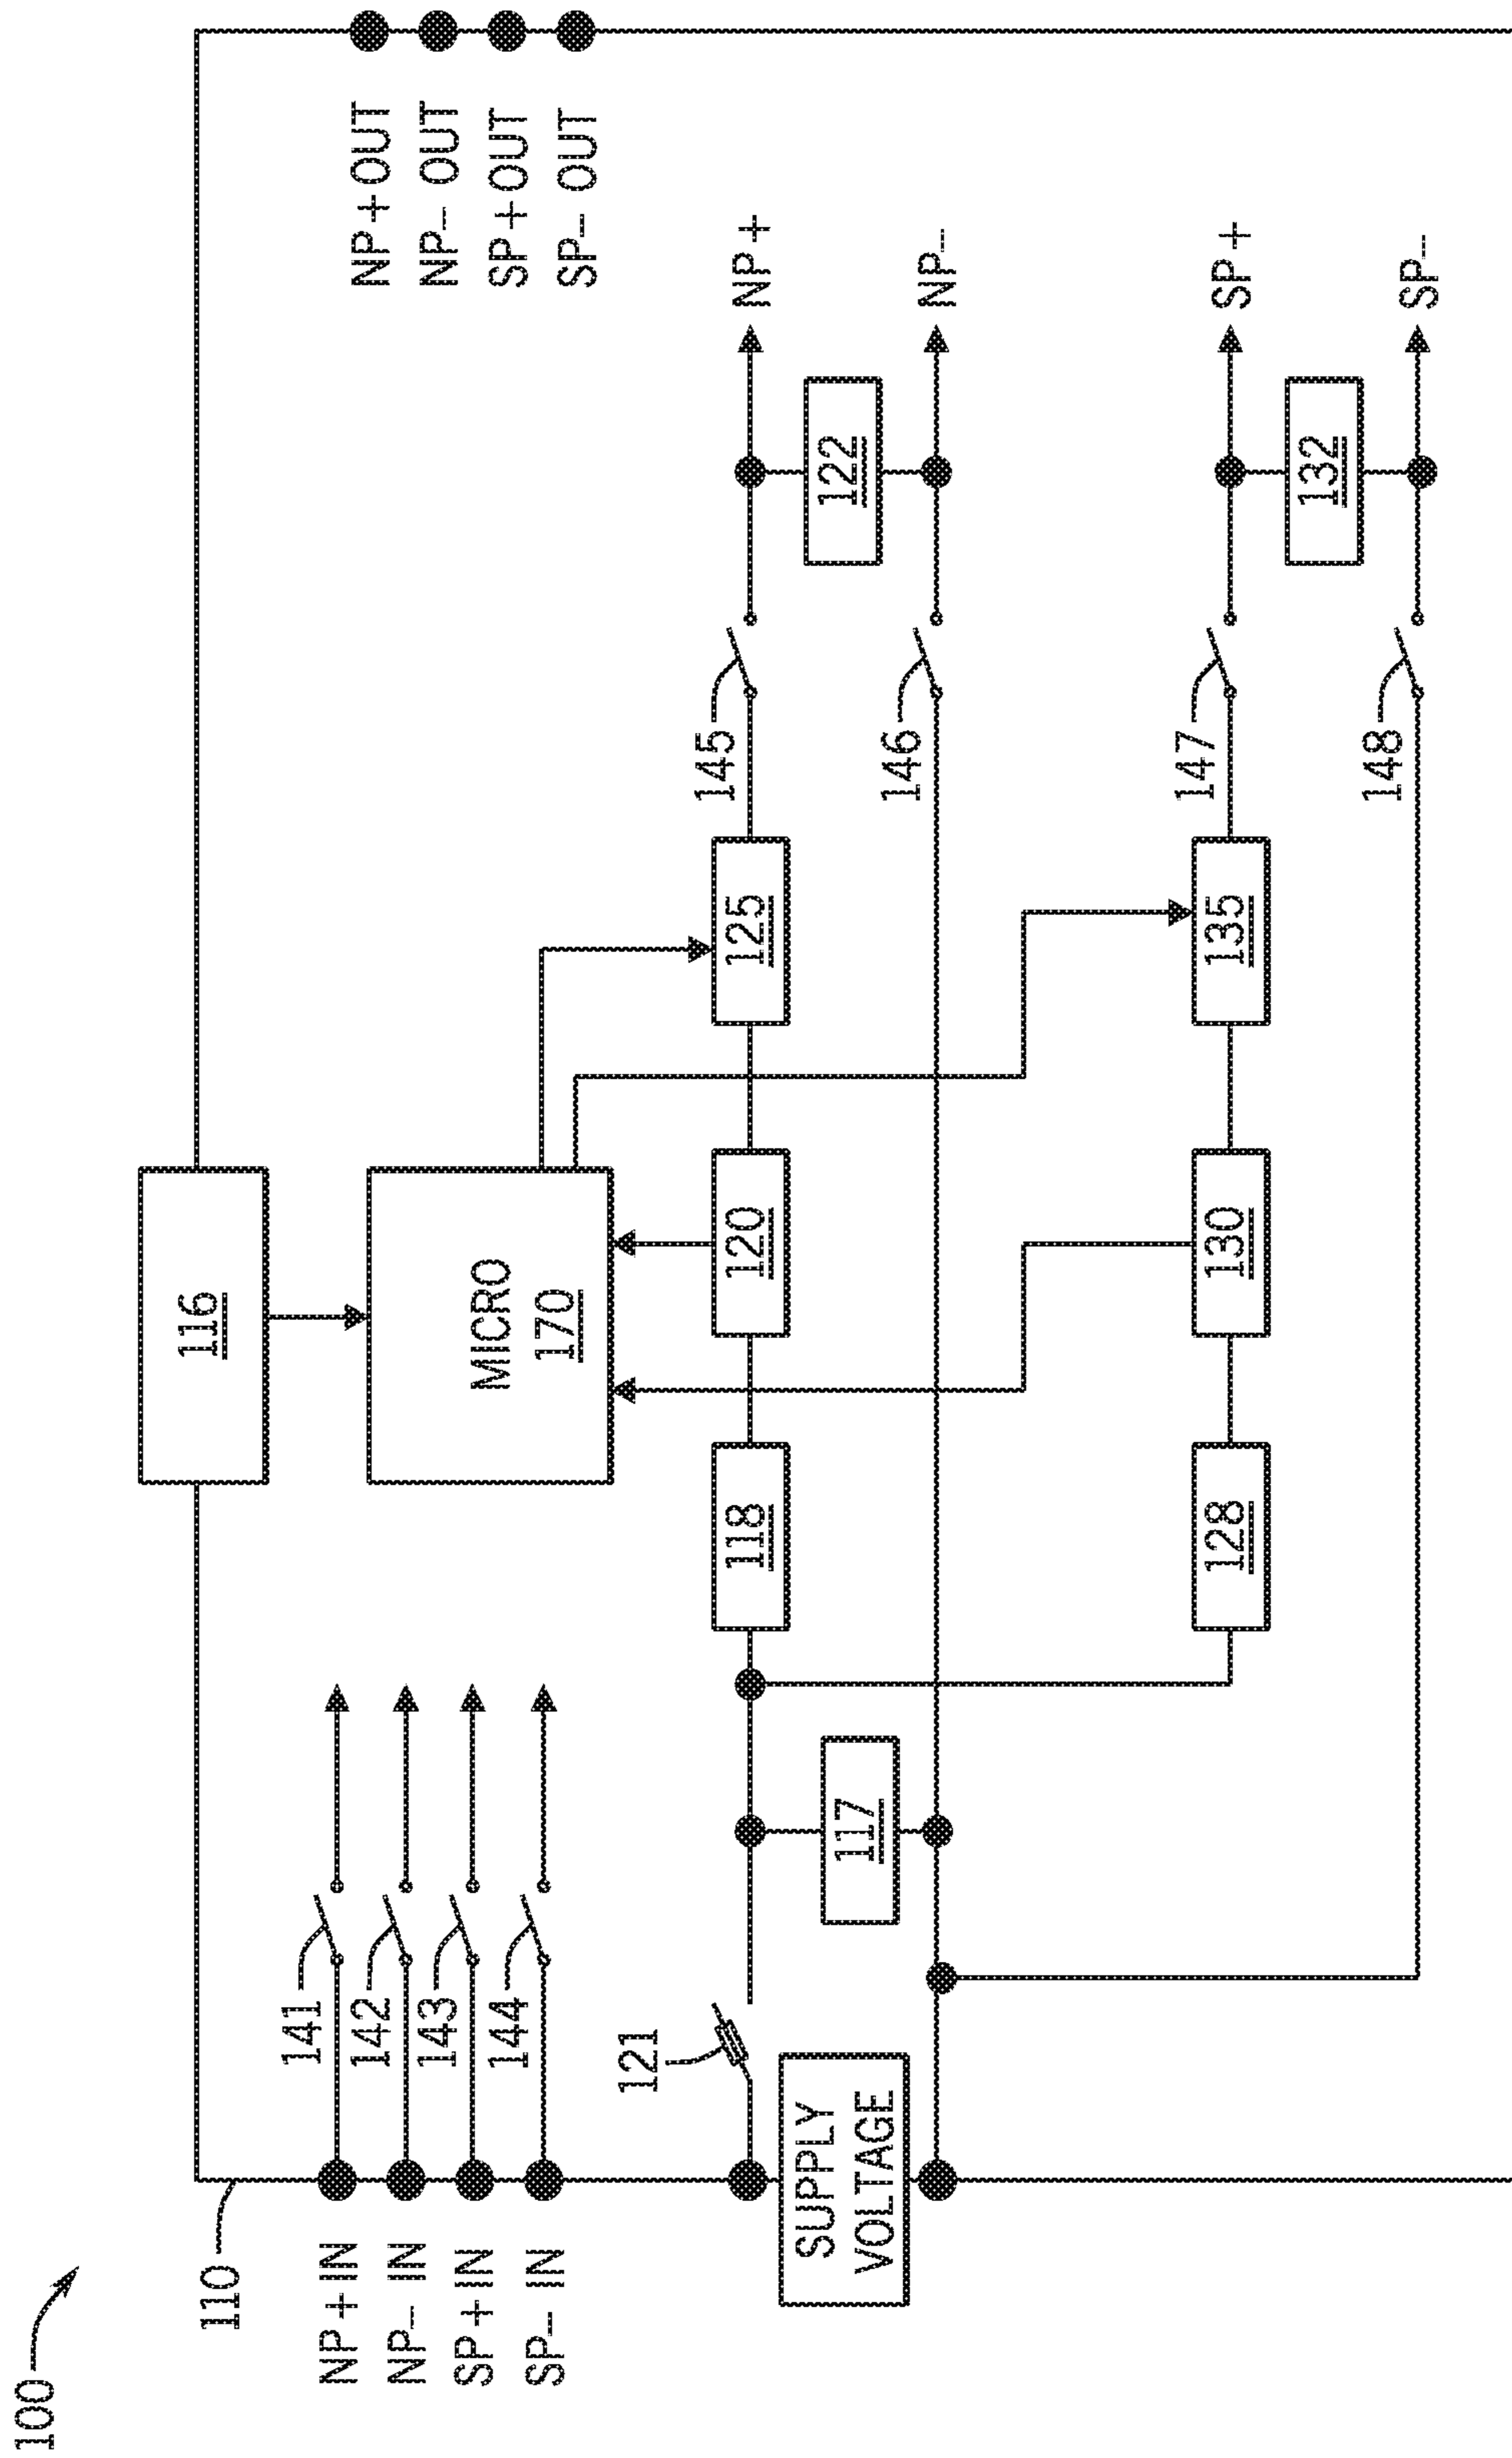 100
110
116
MICRO
170
NP+ IN
NP– IN
SP+ IN
SP– IN
141
142
143
144
NP+ OUT
NP– OUT
SP+ OUT
SP– OUT
121
SUPPLY
VOLTAGE
117
118
120
125
145
146
122
NP+
NP–
128
130
135
147
148
132
SP+
SP–